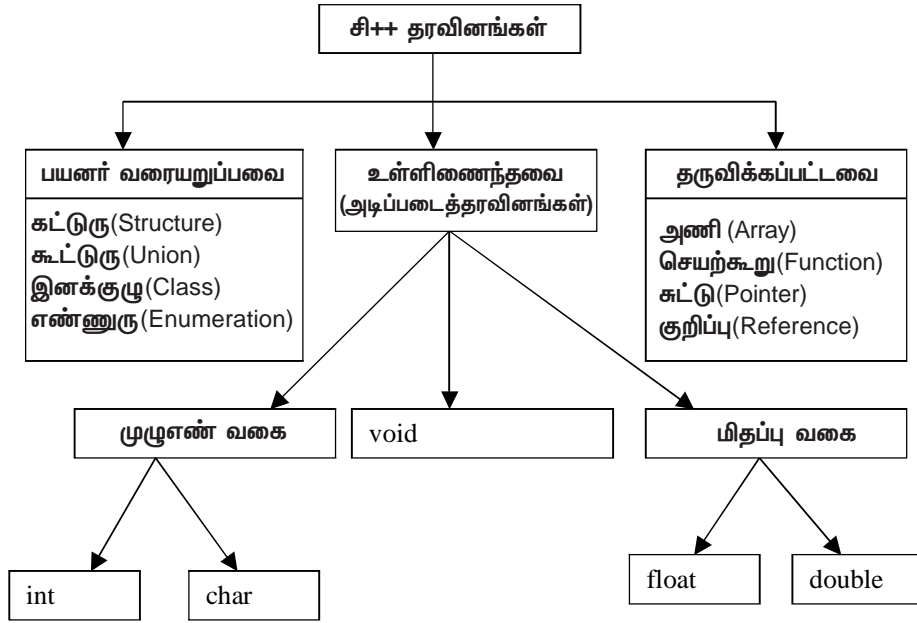 சி++ தரவினங்கள்
பயனர் வரையறுப்பவை
கட்டுரு(Structure)
கூட்டுரு(Union)
இனக்குழு(Class)
எண்ணுரு(Enumeration)
உள்ளிணைந்தவை
(அடிப்படைத்தரவினங்கள்)
தருவிக்கப்பட்டவை
அணி (Array)
செயற்கூறு(Function)
சுட்டு(Pointer)
குறிப்பு(Reference)
முழுஎண் வகை
void
மிதப்பு வகை
int
char
float
double